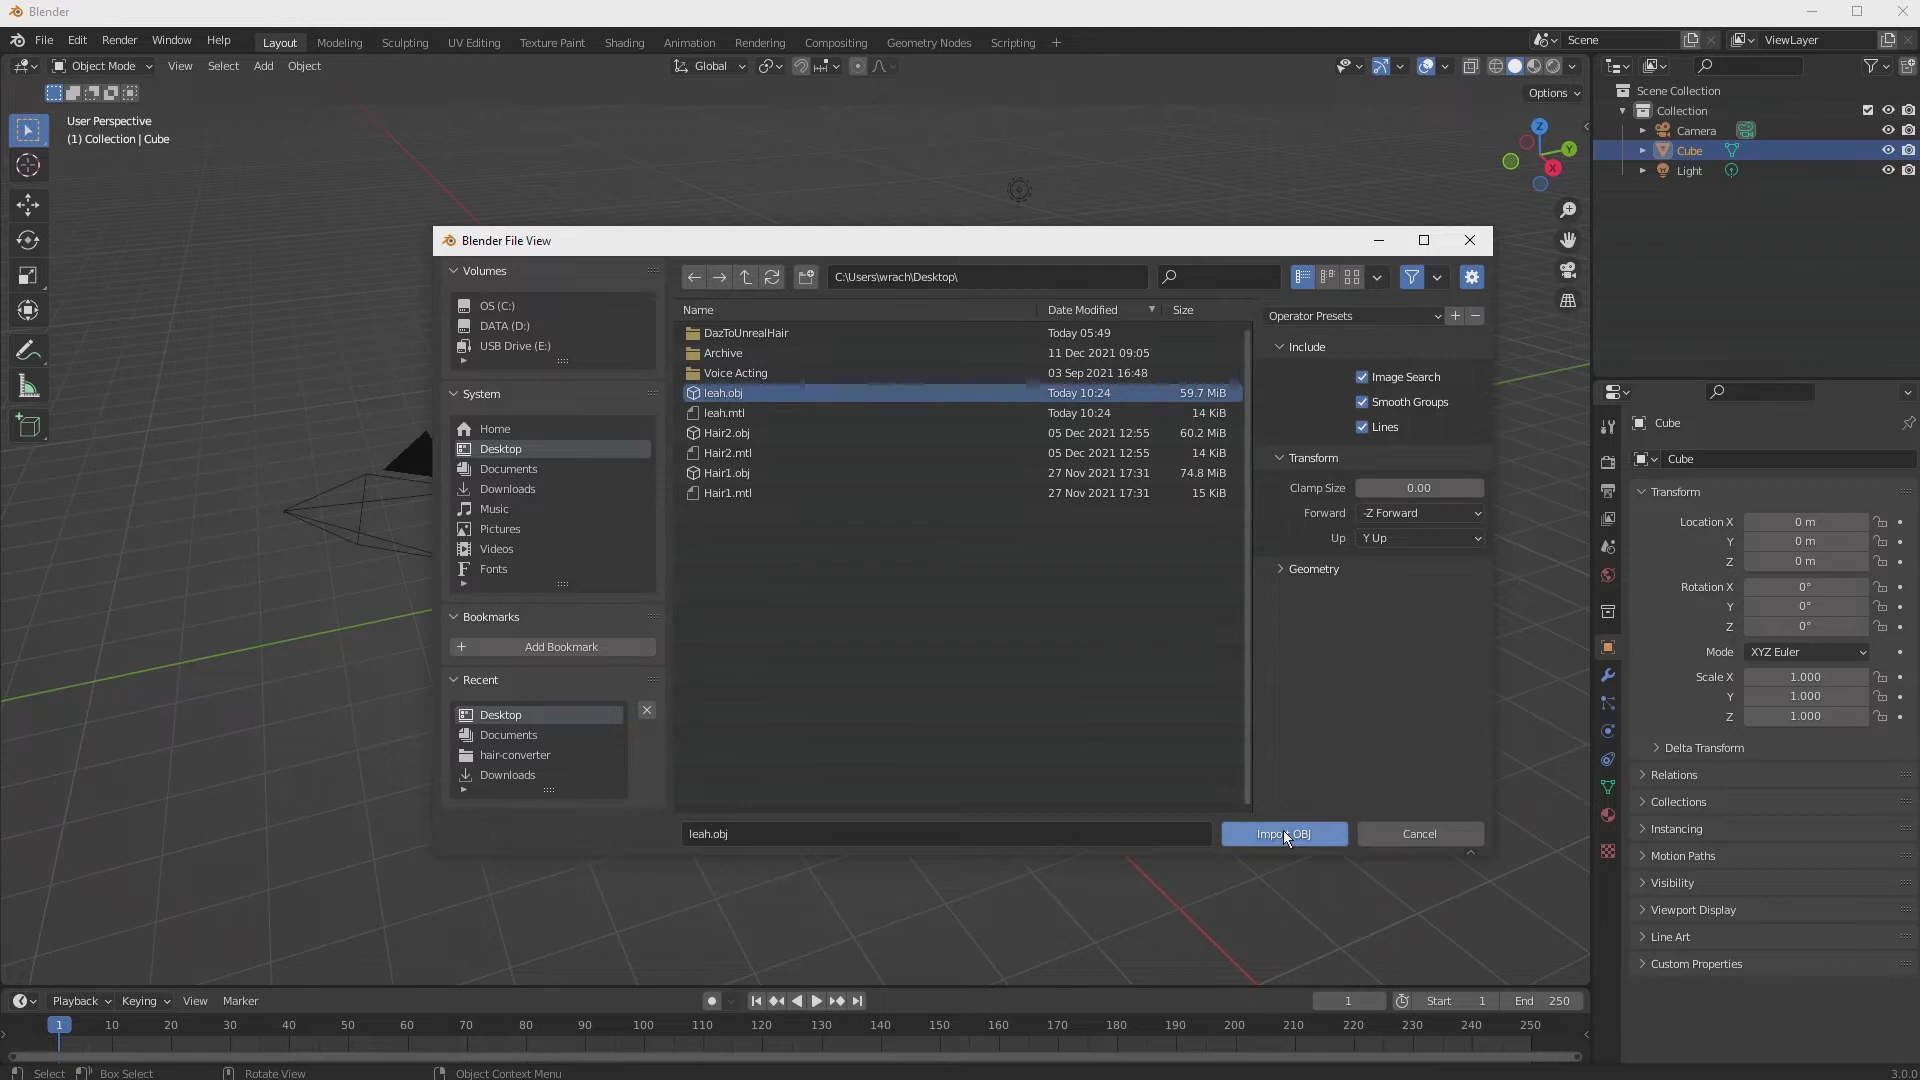 Blender
File Edit Render Window Help Layout Modeling Sculpting UV Editing Texture Paint Shading Animation Rendering Compositing Geometry Nodes Scripting + Scene ViewLayer
Object Mode View Select Add Object Global
Options
User Perspective
(1) Collection | Cube
Z
Y
X
Scene Collection
Collection
Camera
Cube
Light
Blender File View
Volumes
OS (C:)
DATA (D:)
USB Drive (E:)
System
Home
Desktop
Documents
Downloads
Music
Pictures
Videos
Fonts
Bookmarks
Add Bookmark
Recent
Desktop
Documents
hair-converter
Downloads
C:\Users\wrach\Desktop\
Name Date Modified Size
DazToUnrealHair Today 05:49
Archive 11 Dec 2021 09:05
Voice Acting 03 Sep 2021 16:48
leah.obj Today 10:24 59.7 MiB
leah.mtl Today 10:24 14 KiB
Hair2.obj 05 Dec 2021 12:55 60.2 MiB
Hair2.mtl 05 Dec 2021 12:55 14 KiB
Hair1.obj 27 Nov 2021 17:31 74.8 MiB
Hair1.mtl 27 Nov 2021 17:31 15 KiB
Operator Presets
Include
Image Search
Smooth Groups
Lines
Transform
Clamp Size 0.00
Forward -Z Forward
Up Y Up
Geometry
leah.obj Import OBJ Cancel
Cube
Cube
Transform
Location X 0 m
Y 0 m
Z 0 m
Rotation X 0°
Y 0°
Z 0°
Mode XYZ Euler
Scale X 1.000
Y 1.000
Z 1.000
Delta Transform
Relations
Collections
Instancing
Motion Paths
Visibility
Viewport Display
Line Art
Custom Properties
Playback Keying View Marker 1 Start 1 End 250
1 10 20 30 40 50 60 70 80 90 100 110 120 130 140 150 160 170 180 190 200 210 220 230 240 250
Select Box Select Rotate View Object Context Menu 3.0.0